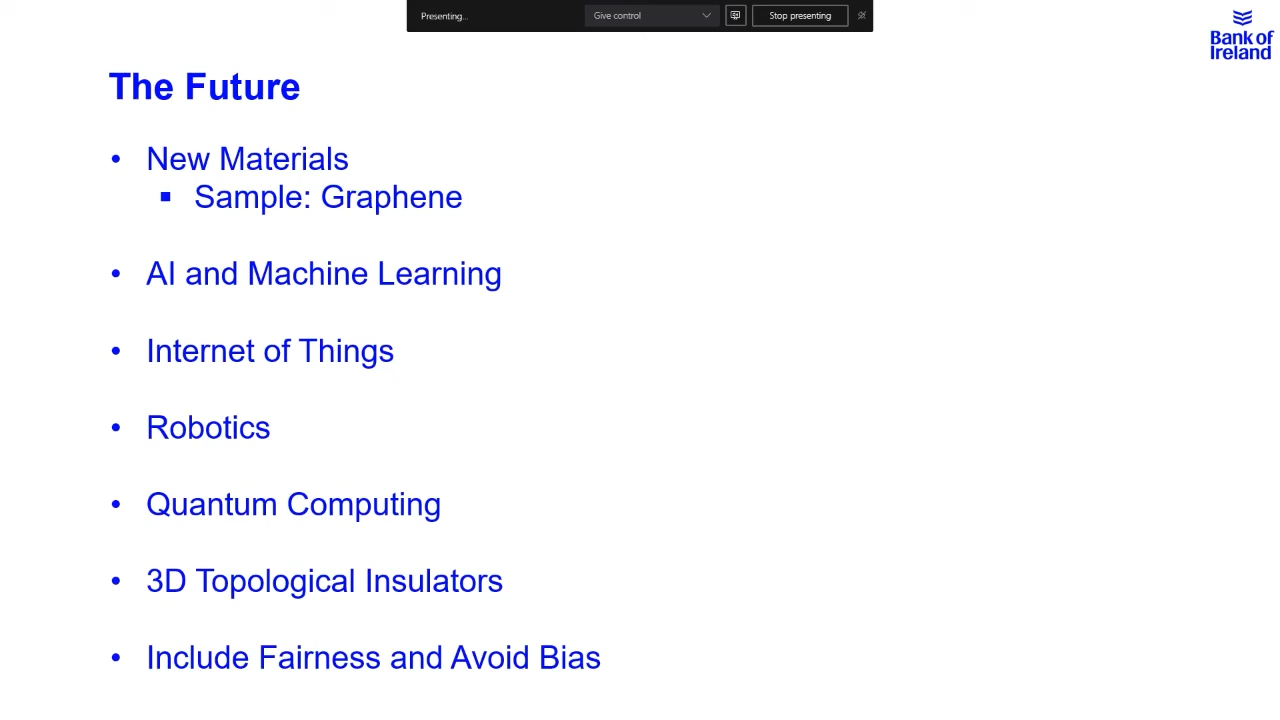 Presenting...
Give control
Stop presenting
Bank of
Ireland
The Future
• New Materials
▪ Sample: Graphene
• AI and Machine Learning
• Internet of Things
• Robotics
• Quantum Computing
• 3D Topological Insulators
• Include Fairness and Avoid Bias